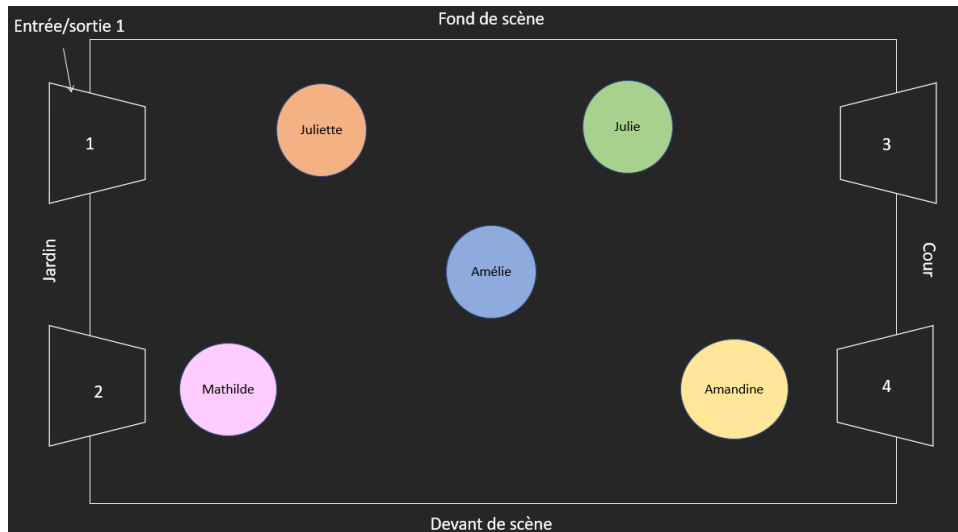 Fond de scène
Entrée/sortie 1
1
Juliette
Julie
3
Jardin
Amélie
Cour
2
Mathilde
Amandine
4
Devant de scène